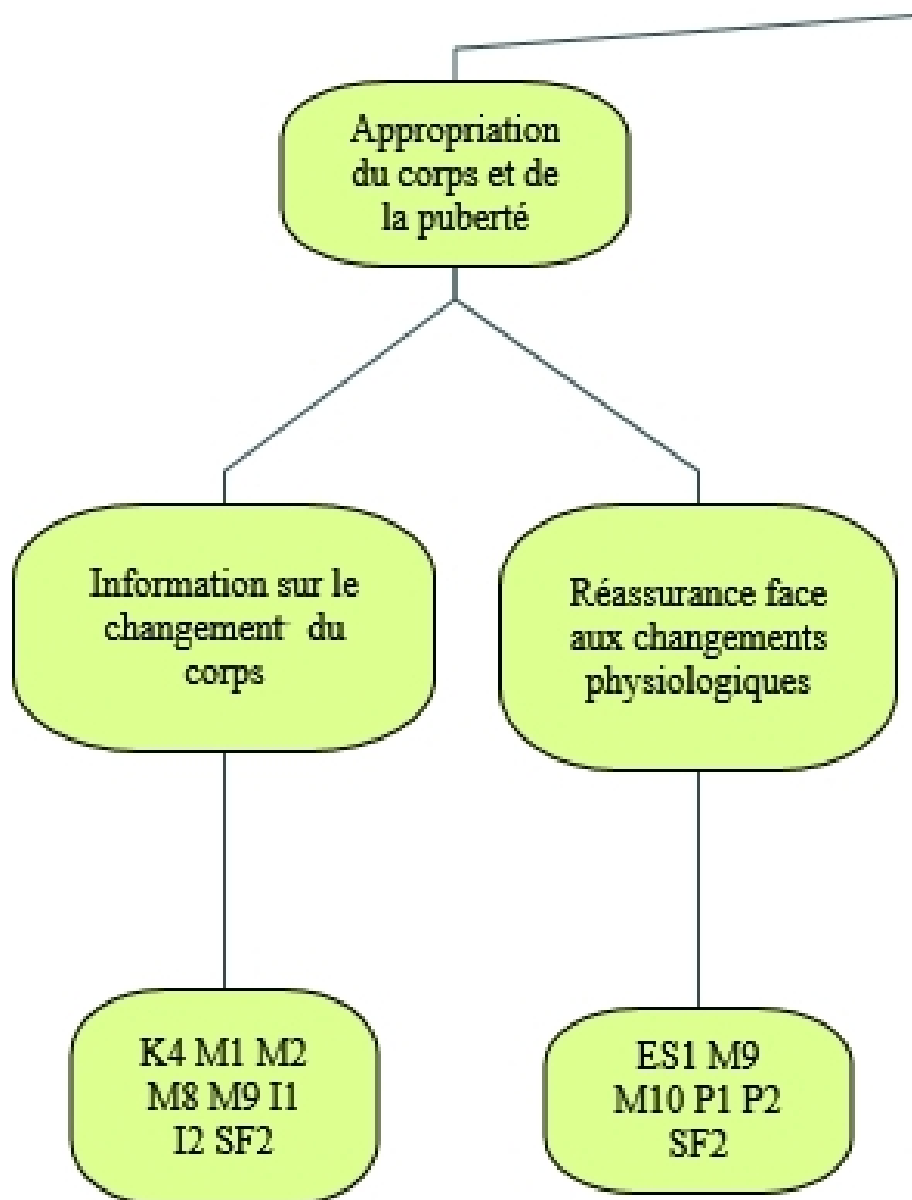 Appropriation
du corps et de
la puberté
Information sur le
changement du
corps
Réassurance face
aux changements
physiologiques
K4 M1 M2
M8 M9 I1
I2 SF2
ES1 M9
M10 P1 P2
SF2